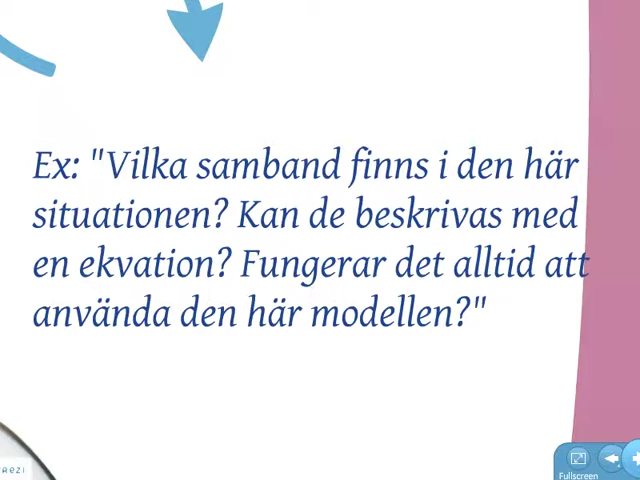 Ex: "Vilka samband finns i den här
situationen? Kan de beskrivas med
en ekvation? Fungerar det alltid att
använda den här modellen?"
REZI
Fullscreen